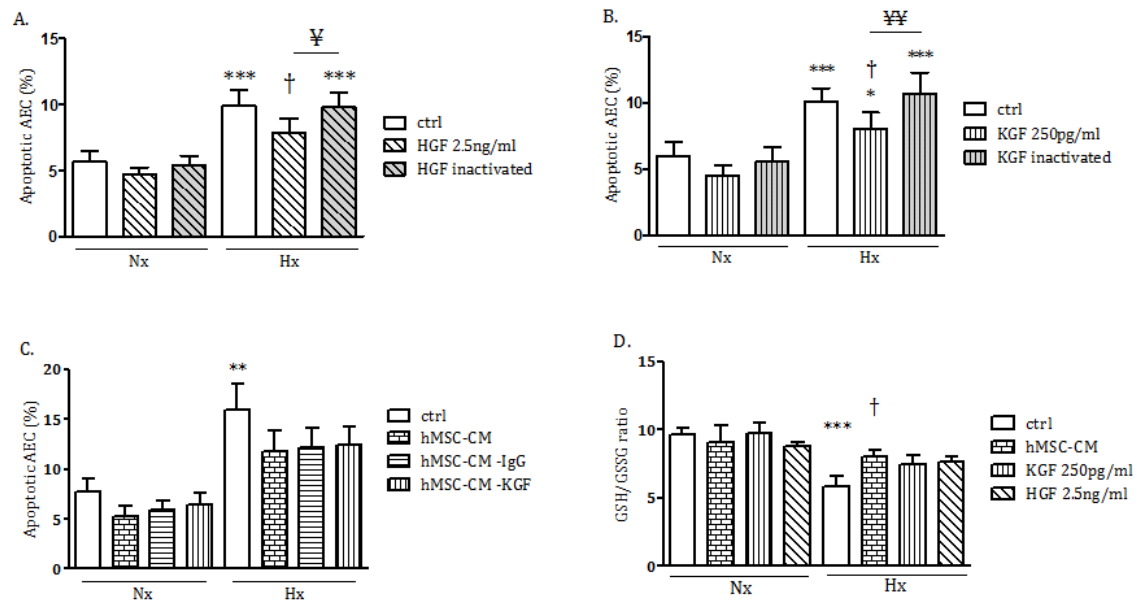 A.
Apoptotic AEC (%)
15
10
5
0
¥
***
†
***
Nx
Hx
ctrl
HGF 2.5ng/ml
HGF inactivated
B.
Apoptotic AEC (%)
15
10
5
0
¥¥
***
†
*
***
Nx
Hx
ctrl
KGF 250pg/ml
KGF inactivated
C.
Apoptotic AEC (%)
20
15
10
5
0
**
Nx
Hx
ctrl
hMSC-CM
hMSC-CM -IgG
hMSC-CM -KGF
D.
GSH/GSSG ratio
15
10
5
0
***
†
Nx
Hx
ctrl
hMSC-CM
KGF 250pg/ml
HGF 2.5ng/ml